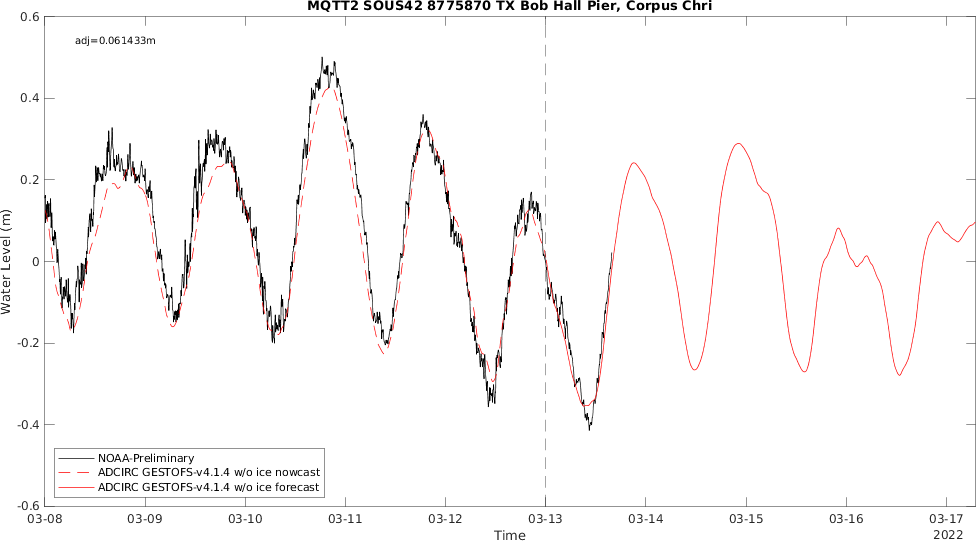 MQTT2 SOUS42 8775870 TX Bob Hall Pier, Corpus Chri
adj=0.061433m
0.6
0.4
0.2
0
-0.2
-0.4
-0.6
Water Level (m)
NOAA-Preliminary
ADCIRC GESTOFS-v4.1.4 w/o ice nowcast
ADCIRC GESTOFS-v4.1.4 w/o ice forecast
03-08 03-09 03-10 03-11 03-12 03-13 03-14 03-15 03-16 03-17
Time
2022